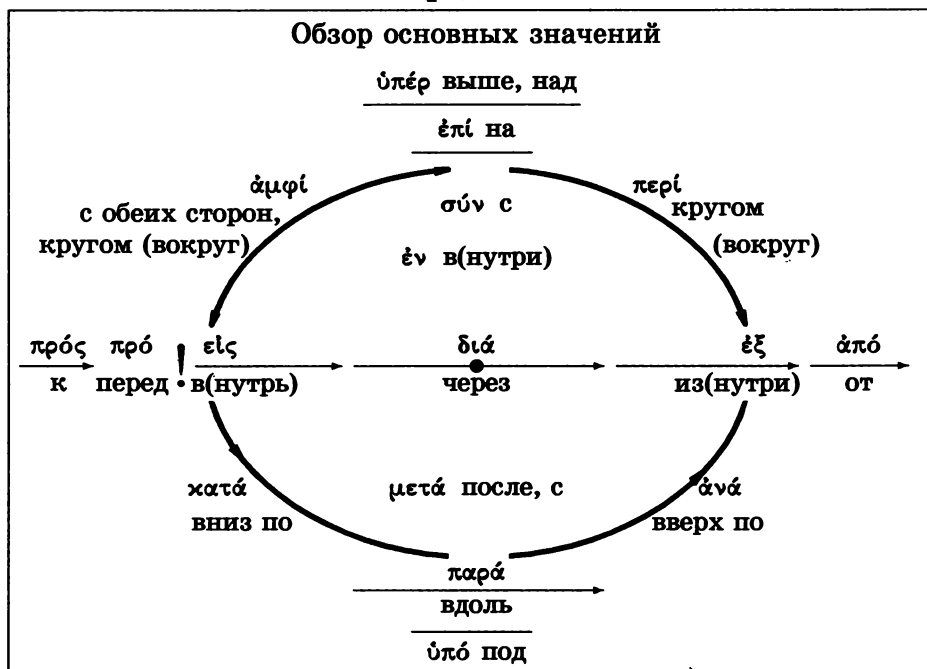 Обзор основных значений
ὑπέρ выше, над
ἐπί на
ἀμφί
с обеих сторон,
кругом (вокруг)
περί
кругом
(вокруг)
σύν с
ἐν в(нутри)
πρός πρό ! εἰς διά ἐξ ἀπό
к перед в(нутрь) через из(нутри) от
κατά
вниз по
μετά после, с
ἀνά
вверх по
παρά
вдоль
ὑπό под